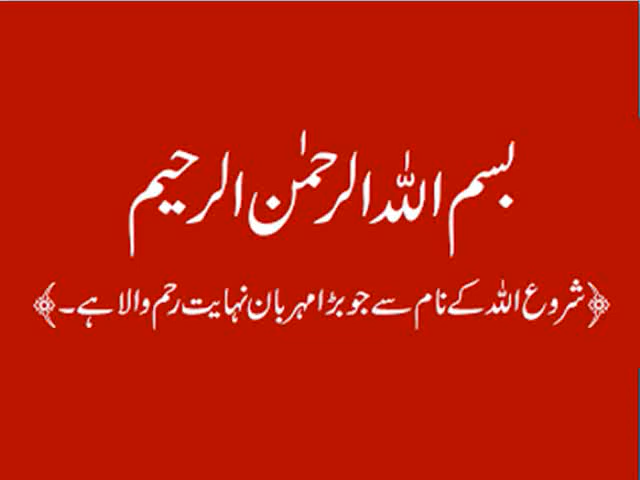 بسم اللہ الرحمٰن الرحیم
﴿شروع اللہ کے نام سے جو بڑا مہربان نہایت رحم والا ہے۔﴾